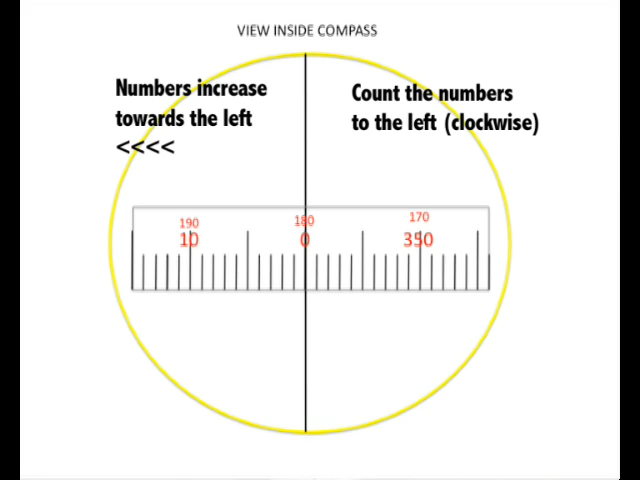 VIEW INSIDE COMPASS
Numbers increase
towards the left
<<<<
Count the numbers
to the left (clockwise)
190 180 170
10 0 350